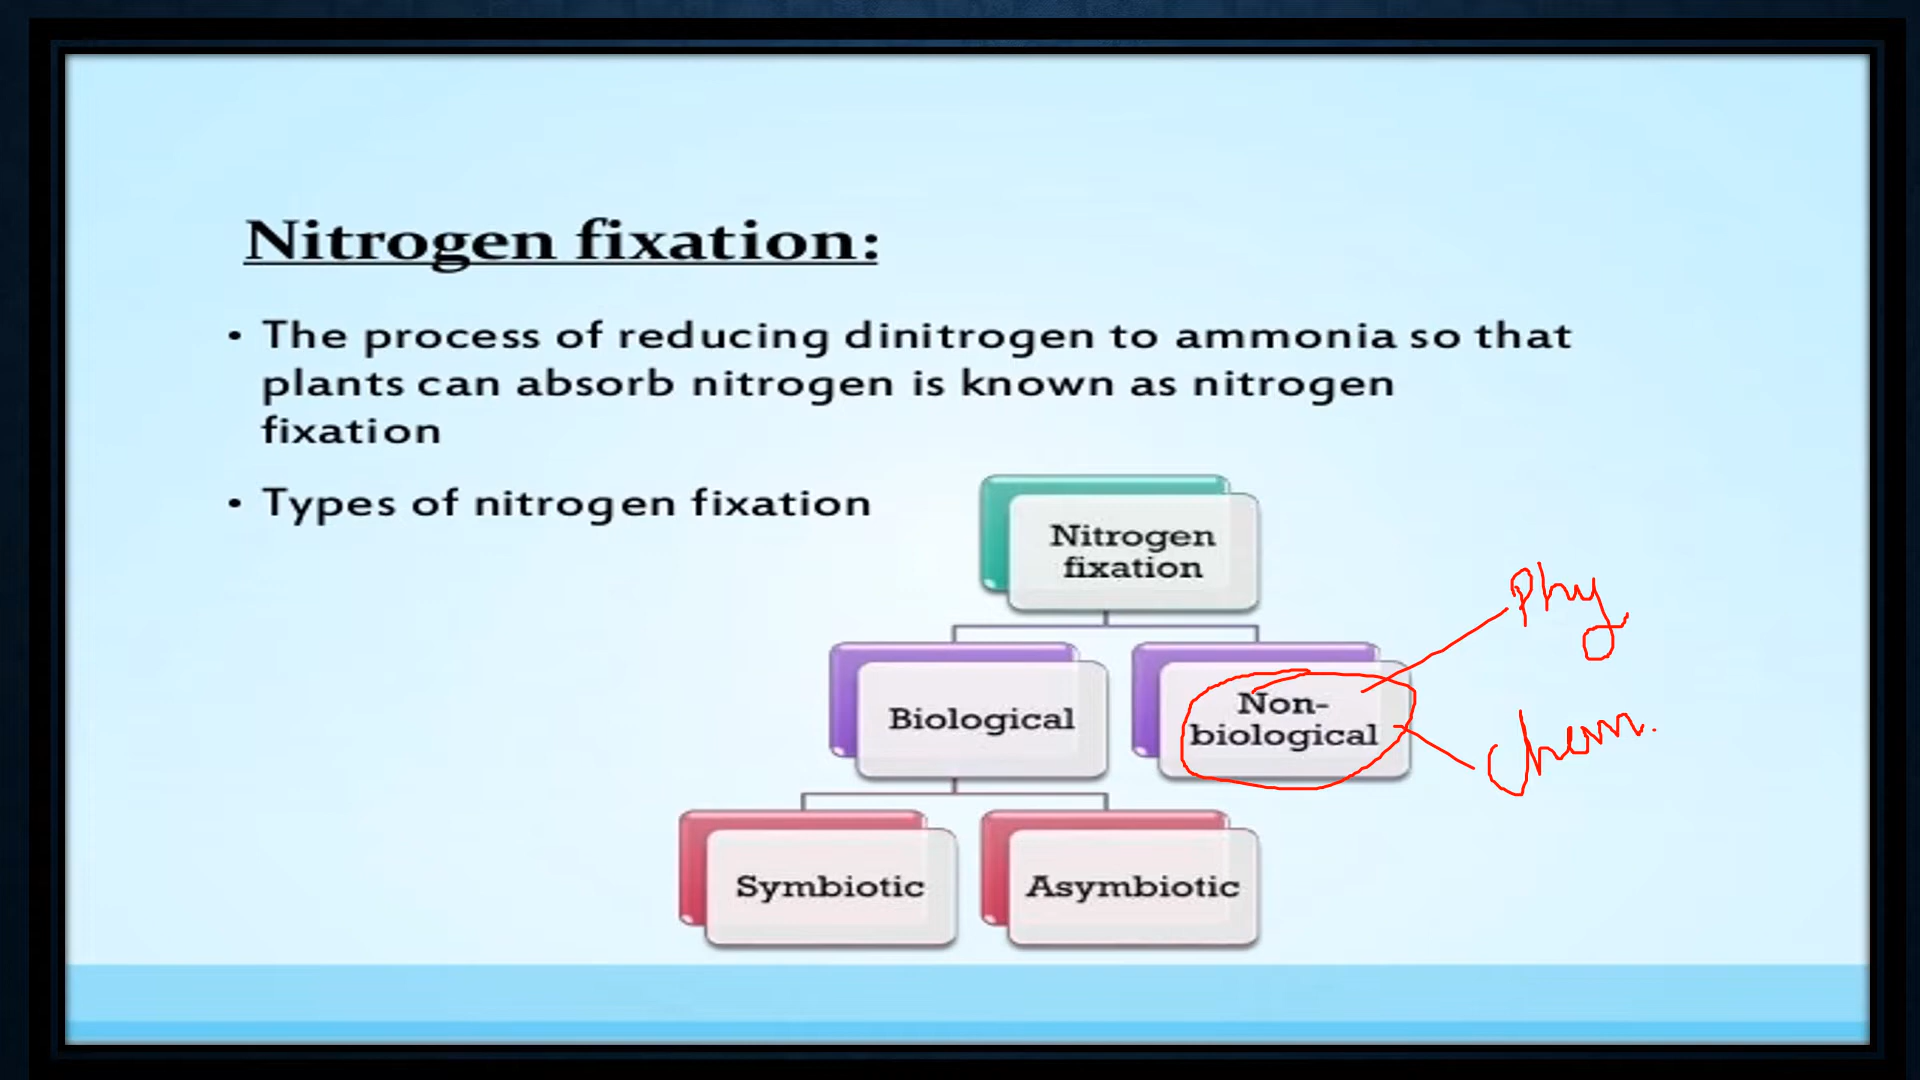 Nitrogen fixation:
• The process of reducing dinitrogen to ammonia so that
plants can absorb nitrogen is known as nitrogen
fixation
• Types of nitrogen fixation
Nitrogen
fixation
Phy
Biological
Non-
biological
Chem.
Symbiotic
Asymbiotic